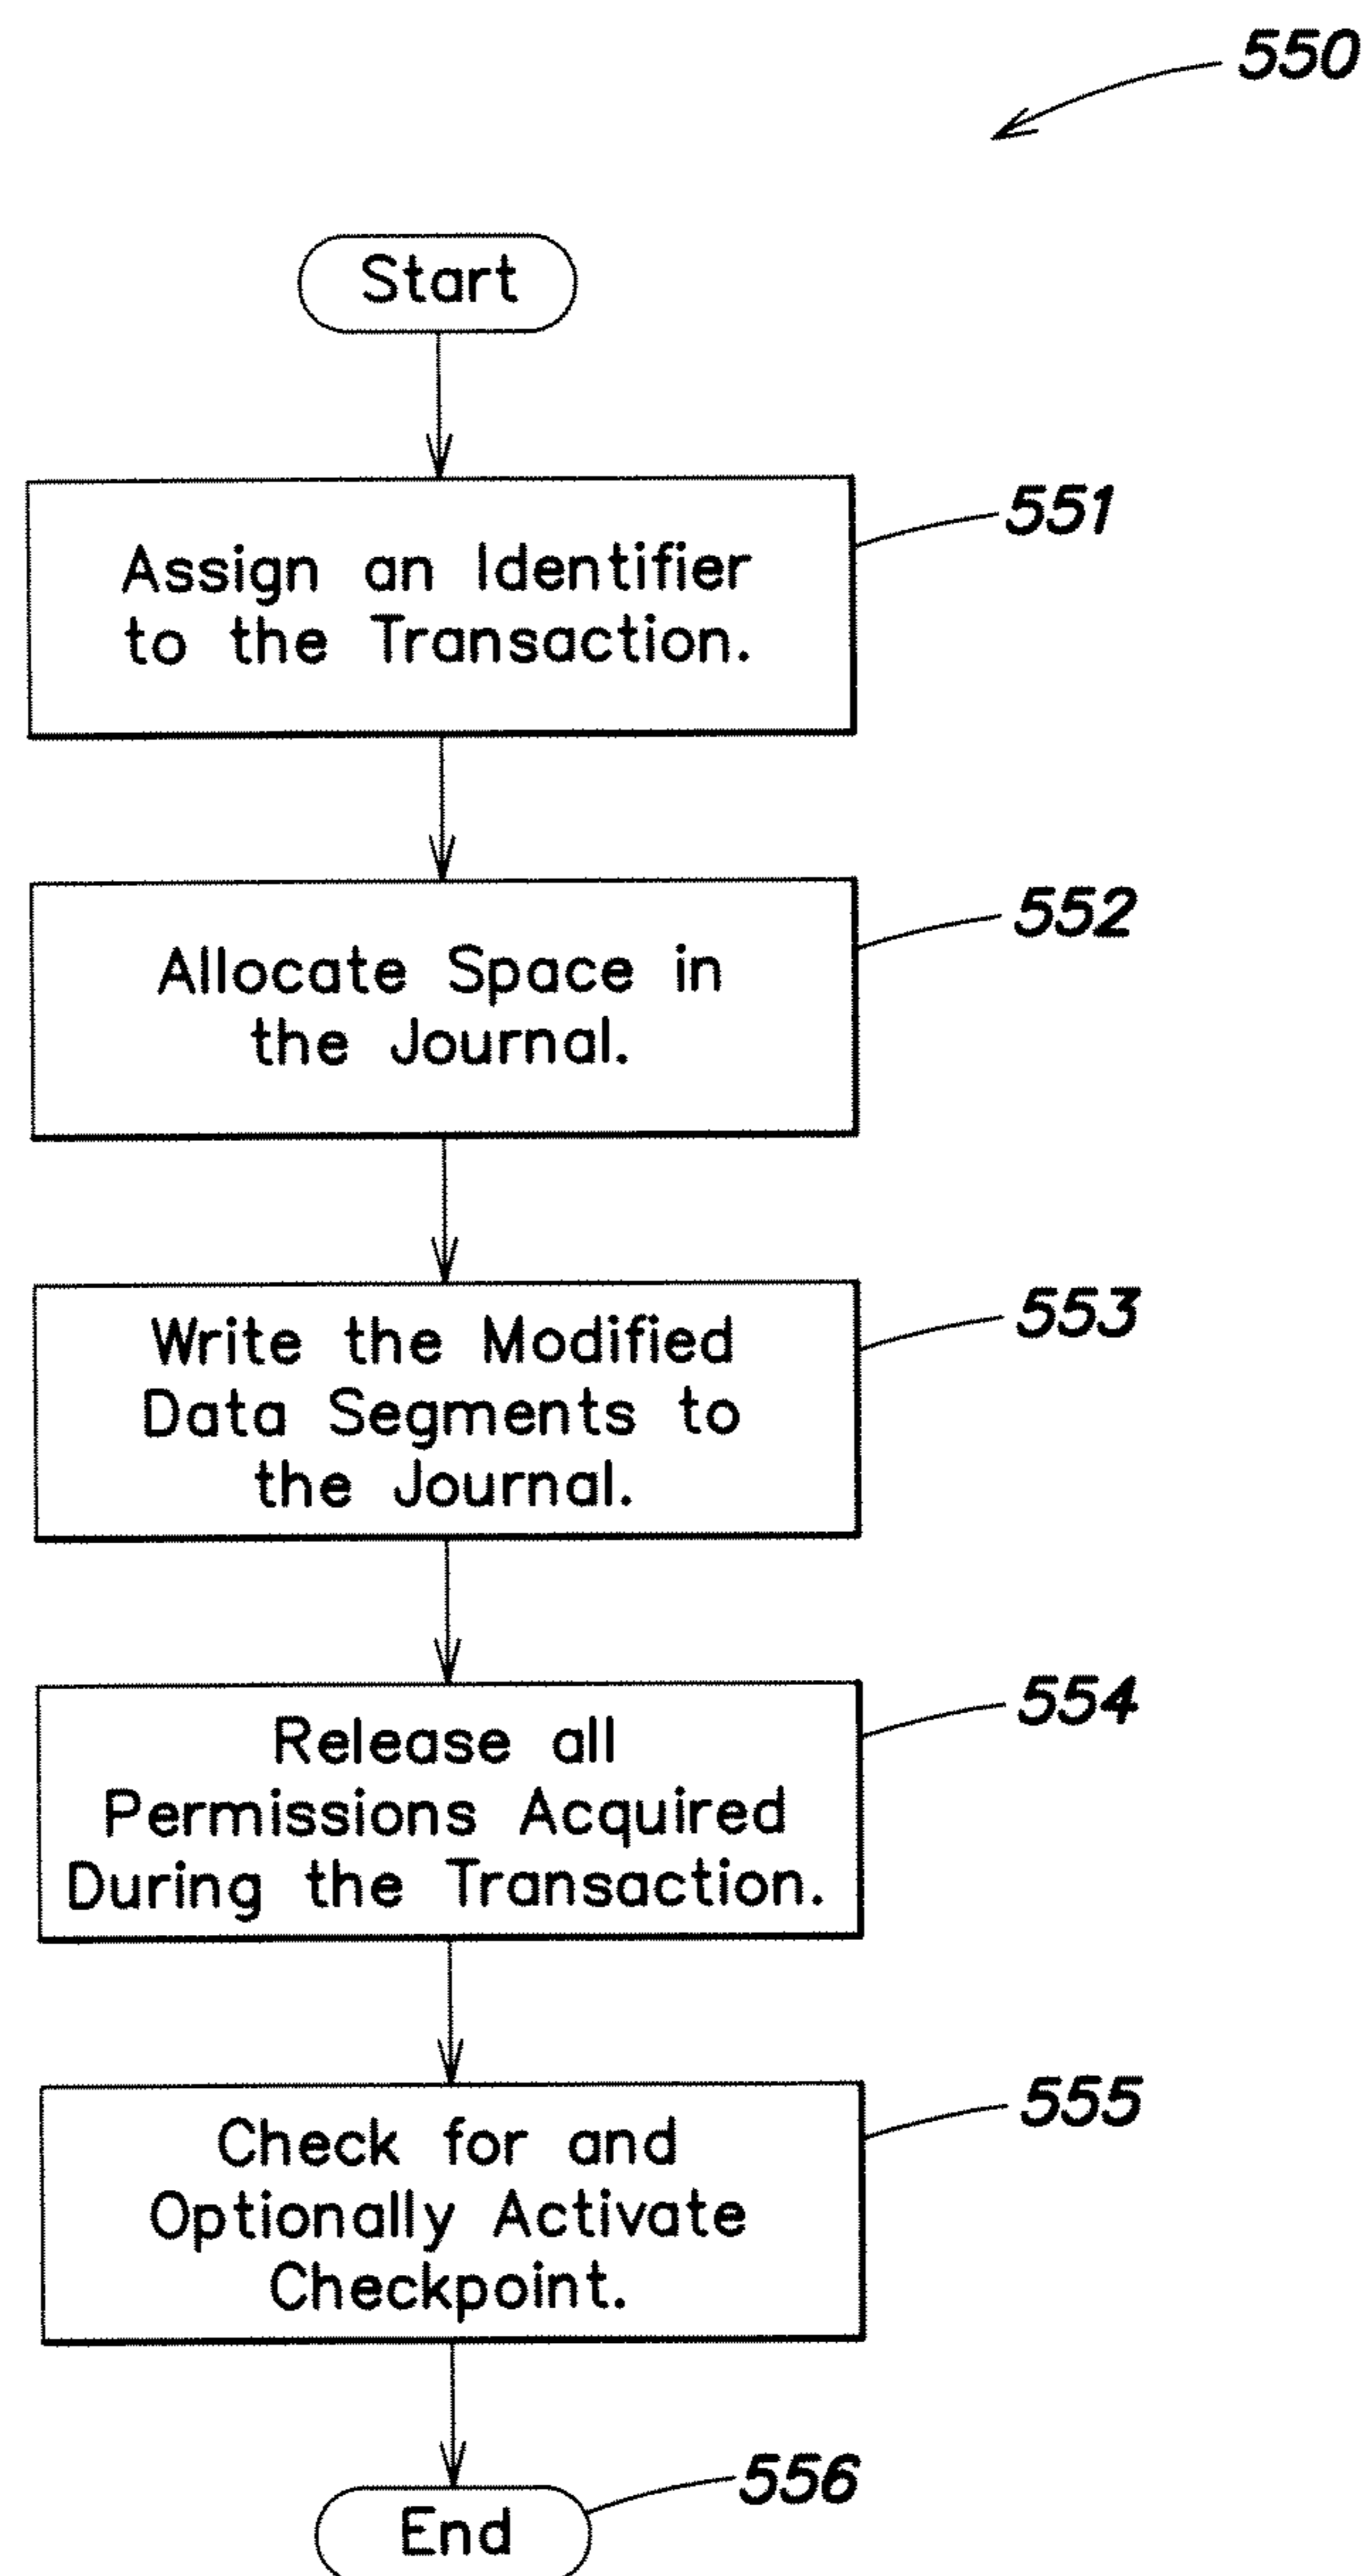 550
Start
551
Assign an Identifier
to the Transaction.
552
Allocate Space in
the Journal.
553
Write the Modified
Data Segments to
the Journal.
554
Release all
Permissions Acquired
During the Transaction.
555
Check for and
Optionally Activate
Checkpoint.
556
End